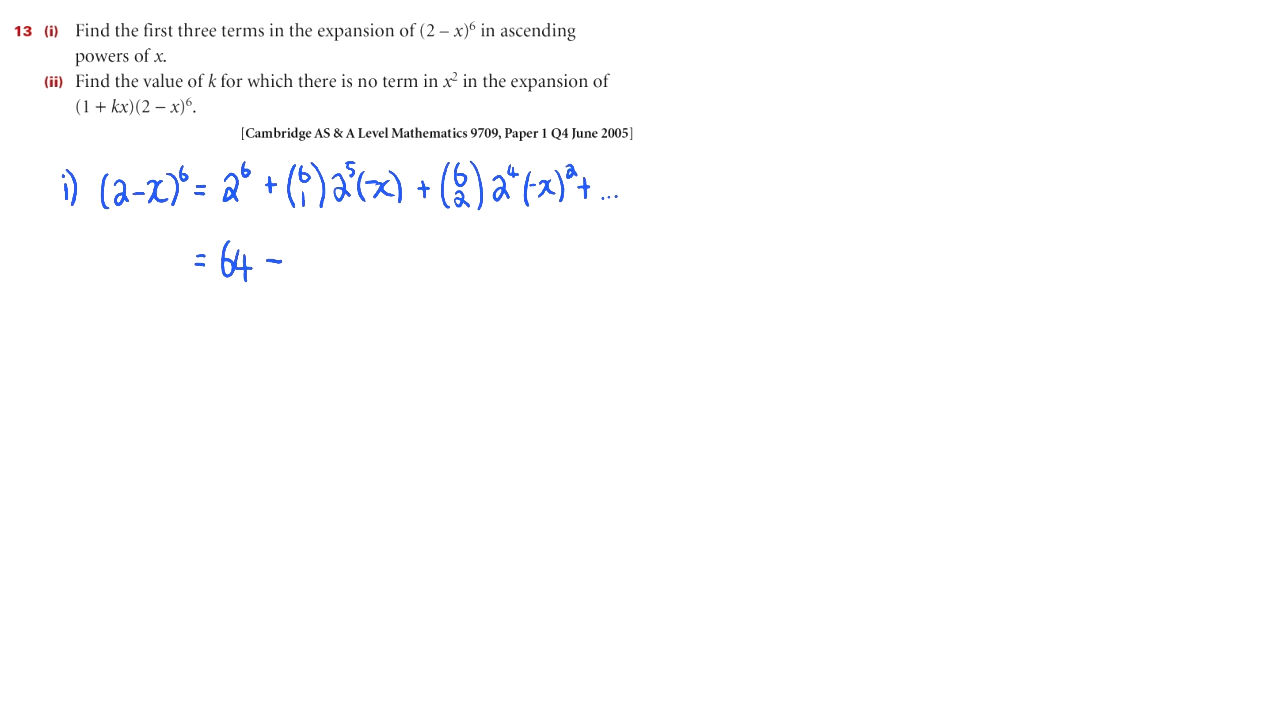 13 (i) Find the first three terms in the expansion of (2 – x)⁶ in ascending
powers of x.
(ii) Find the value of k for which there is no term in x² in the expansion of
(1 + kx)(2 – x)⁶.
[Cambridge AS & A Level Mathematics 9709, Paper 1 Q4 June 2005]
i) (2-x)⁶ = 2⁶ + (6 1) 2⁵(-x) + (6 2) 2⁴(-x)² + ...
= 64 -